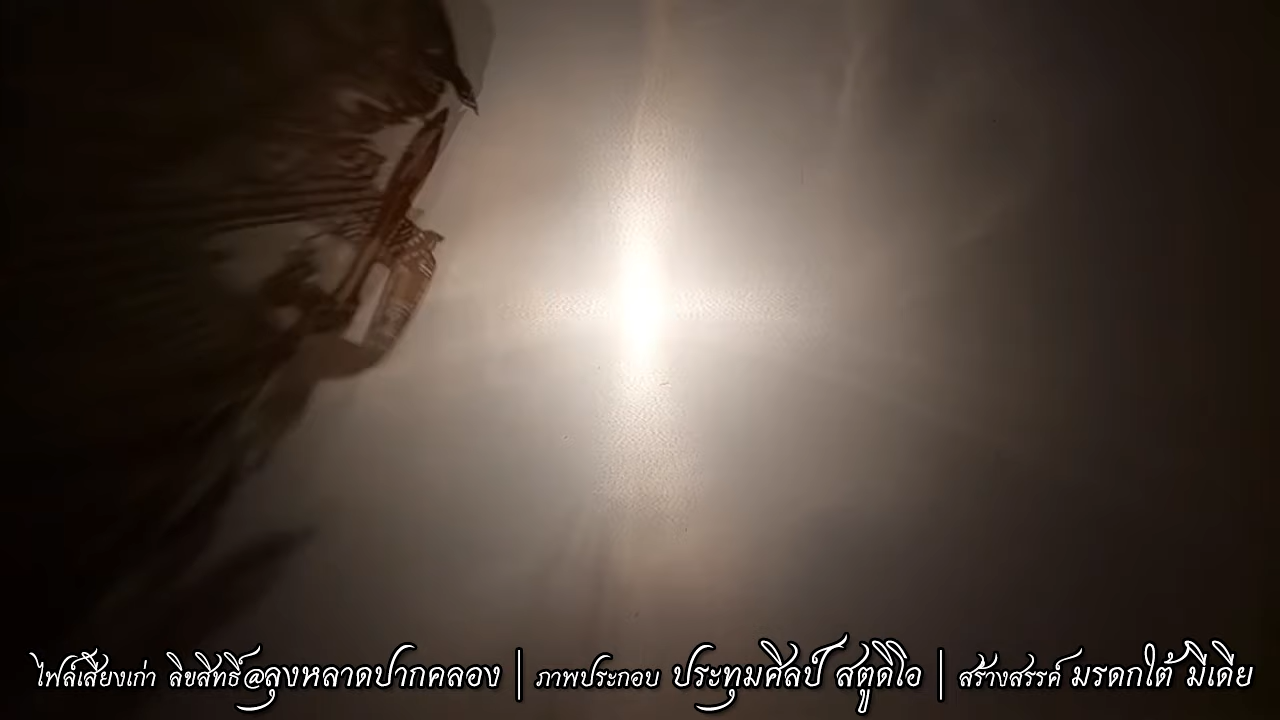 ไฟล์เสียงเก่า ลิขสิทธิ์@ลุงหลาดปากคลอง | ภาพประกอบ ประทุมศิลป์ สตูดิโอ | สร้างสรรค์ มรดกใต้ มีเดีย